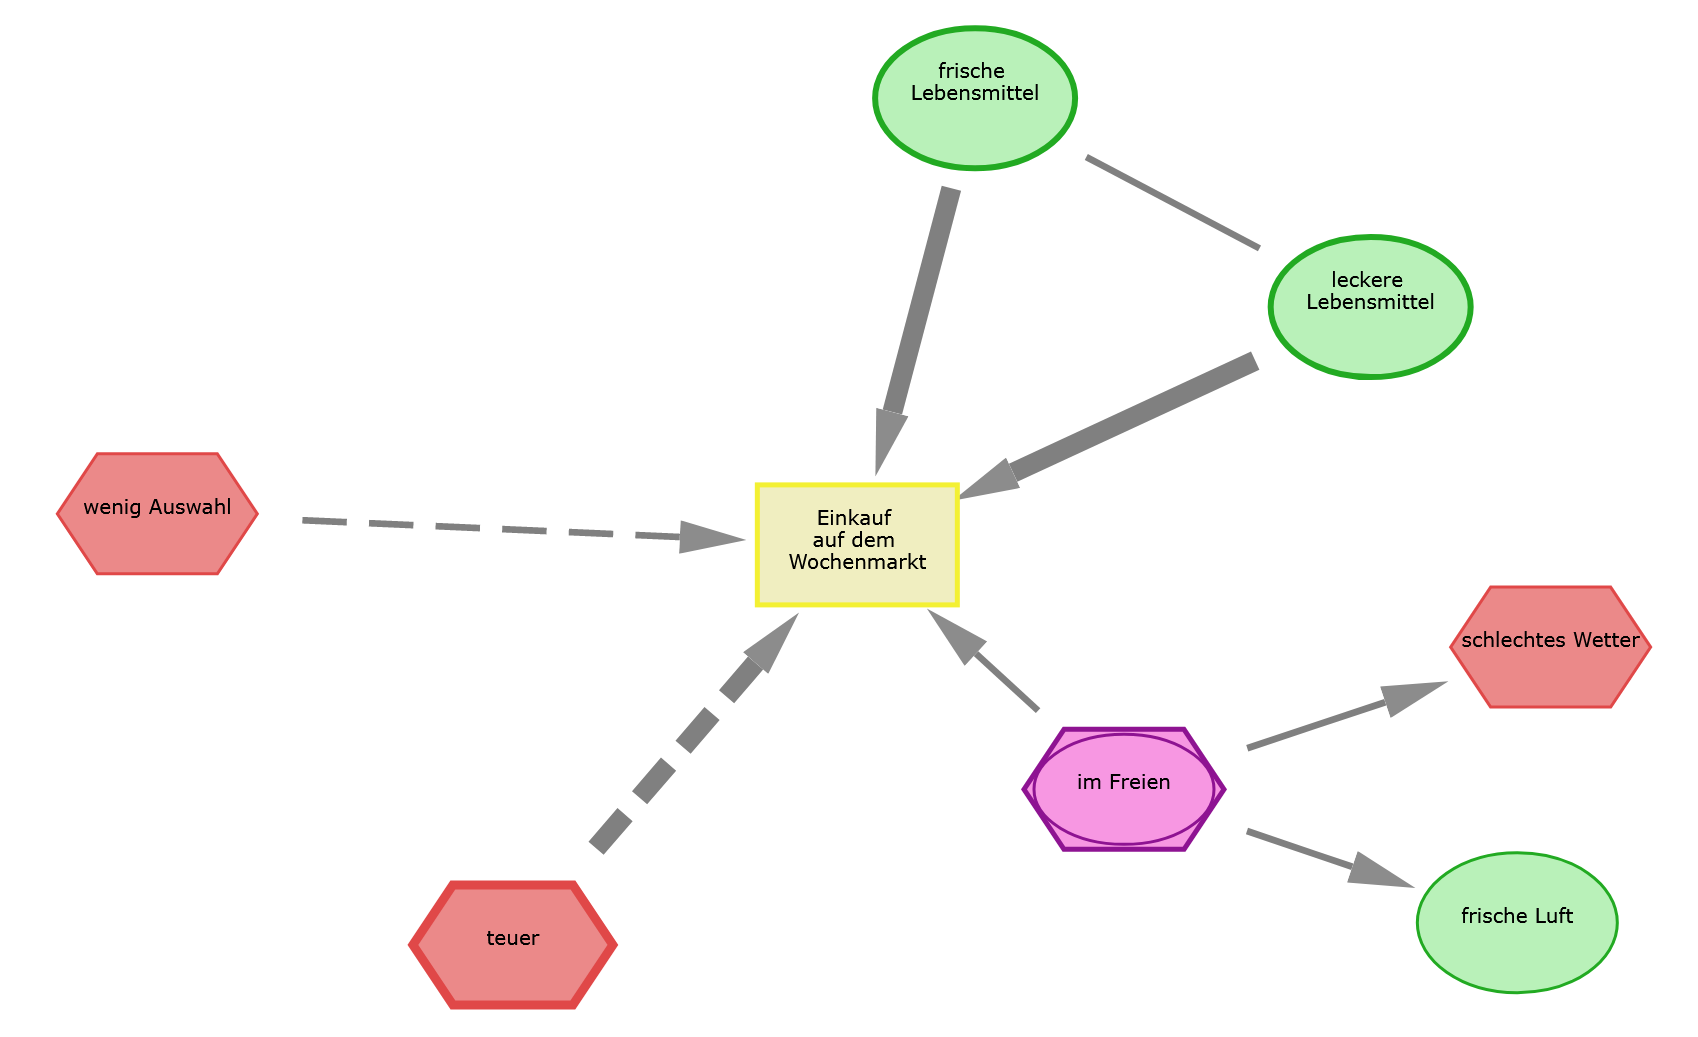 frische
Lebensmittel
leckere
Lebensmittel
wenig Auswahl
Einkauf
auf dem
Wochenmarkt
schlechtes Wetter
im Freien
frische Luft
teuer